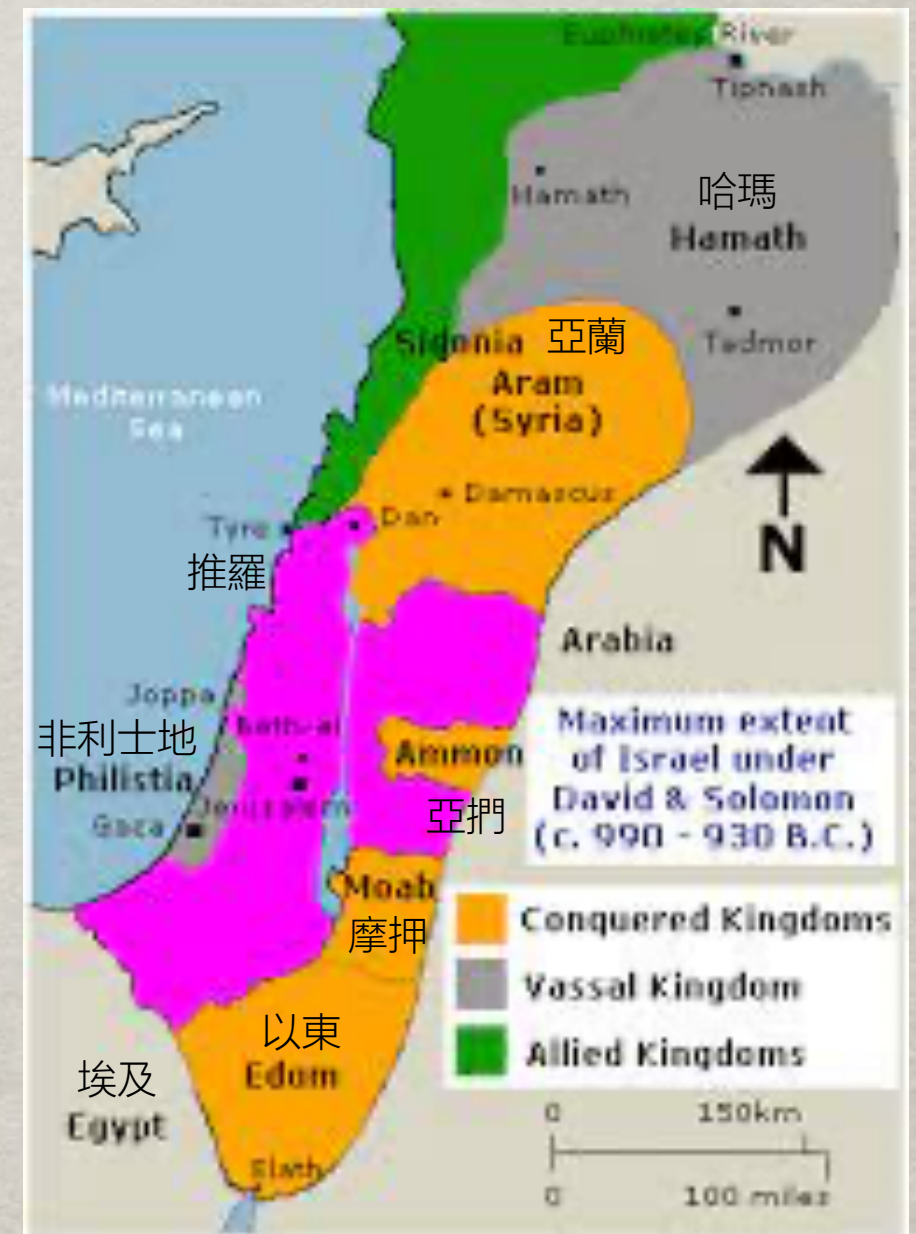 Euphrates River
Tiphsah
Hamath
哈瑪
Hamath
Sidonia
亞蘭
Aram
(Syria)
Tadmor
Mediterranean
Sea
Damascus
Dan
Tyre
推羅
N
Arabia
Joppa
Beth-el
非利士地
Philistia
Jerusalem
Gaza
Ammon
亞捫
Maximum extent
of Israel under
David & Solomon
(c. 990 - 930 B.C.)
Moab
摩押
Conquered Kingdoms
Vassal Kingdom
Allied Kingdoms
以東
Edom
埃及
Egypt
Elath
0 150km
0 100 miles